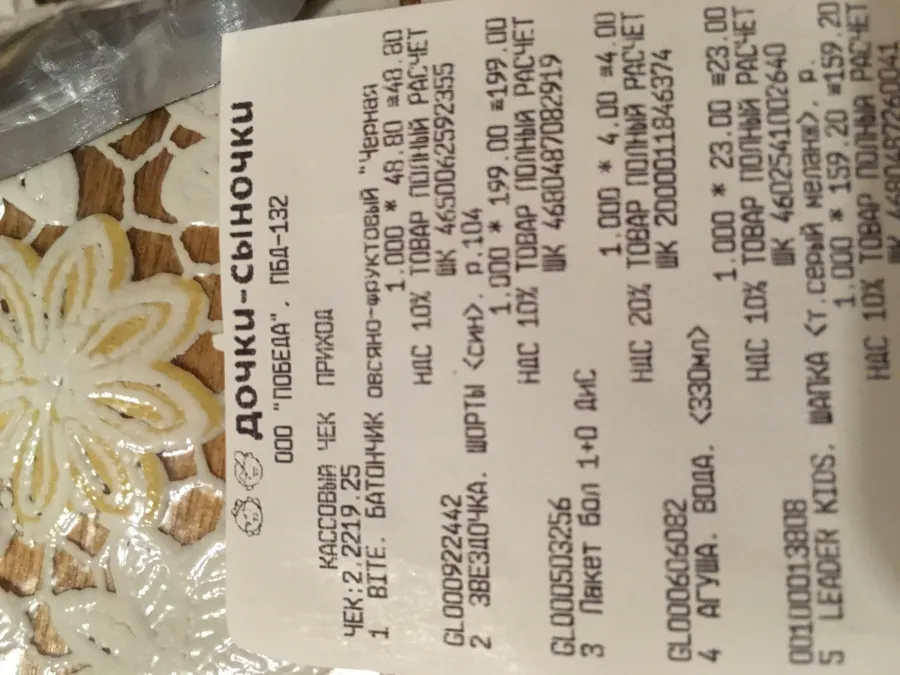 дочки-сыночки
ООО "ПОБЕДА", ПБД-132
КАССОВЫЙ ЧЕК ПРИХОД
ЧЕК:2.2219.25
1 BITE. БАТОНЧИК ОВСЯНО-ФРУКТОВЫЙ "Черная
1.000 * 48.80 ≡48.80
НДС 10% ТОВАР ПОЛНЫЙ РАСЧЕТ
ШК 4650062592355
GL000922442
2 ЗВЕЗДОЧКА. ШОРТЫ <СИН>. р.104
1.000 * 199.00 ≡199.00
НДС 10% ТОВАР ПОЛНЫЙ РАСЧЕТ
ШК 4680487082919
GL000503256
3 Пакет бол 1+0 ДиС
1.000 * 4.00 ≡4.00
НДС 20% ТОВАР ПОЛНЫЙ РАСЧЕТ
ШК 2000011846374
GL000606082
4 АГУША. ВОДА. <330мл>
1.000 * 23.00 ≡23.00
НДС 10% ТОВАР ПОЛНЫЙ РАСЧЕТ
ШК 4602541002640
00100013808
5 LEADER KIDS. ШАПКА <т.серый меланж>. р.
1.000 * 159.20 ≡159.20
НДС 10% ТОВАР ПОЛНЫЙ РАСЧЕТ
ШК 4680487260041